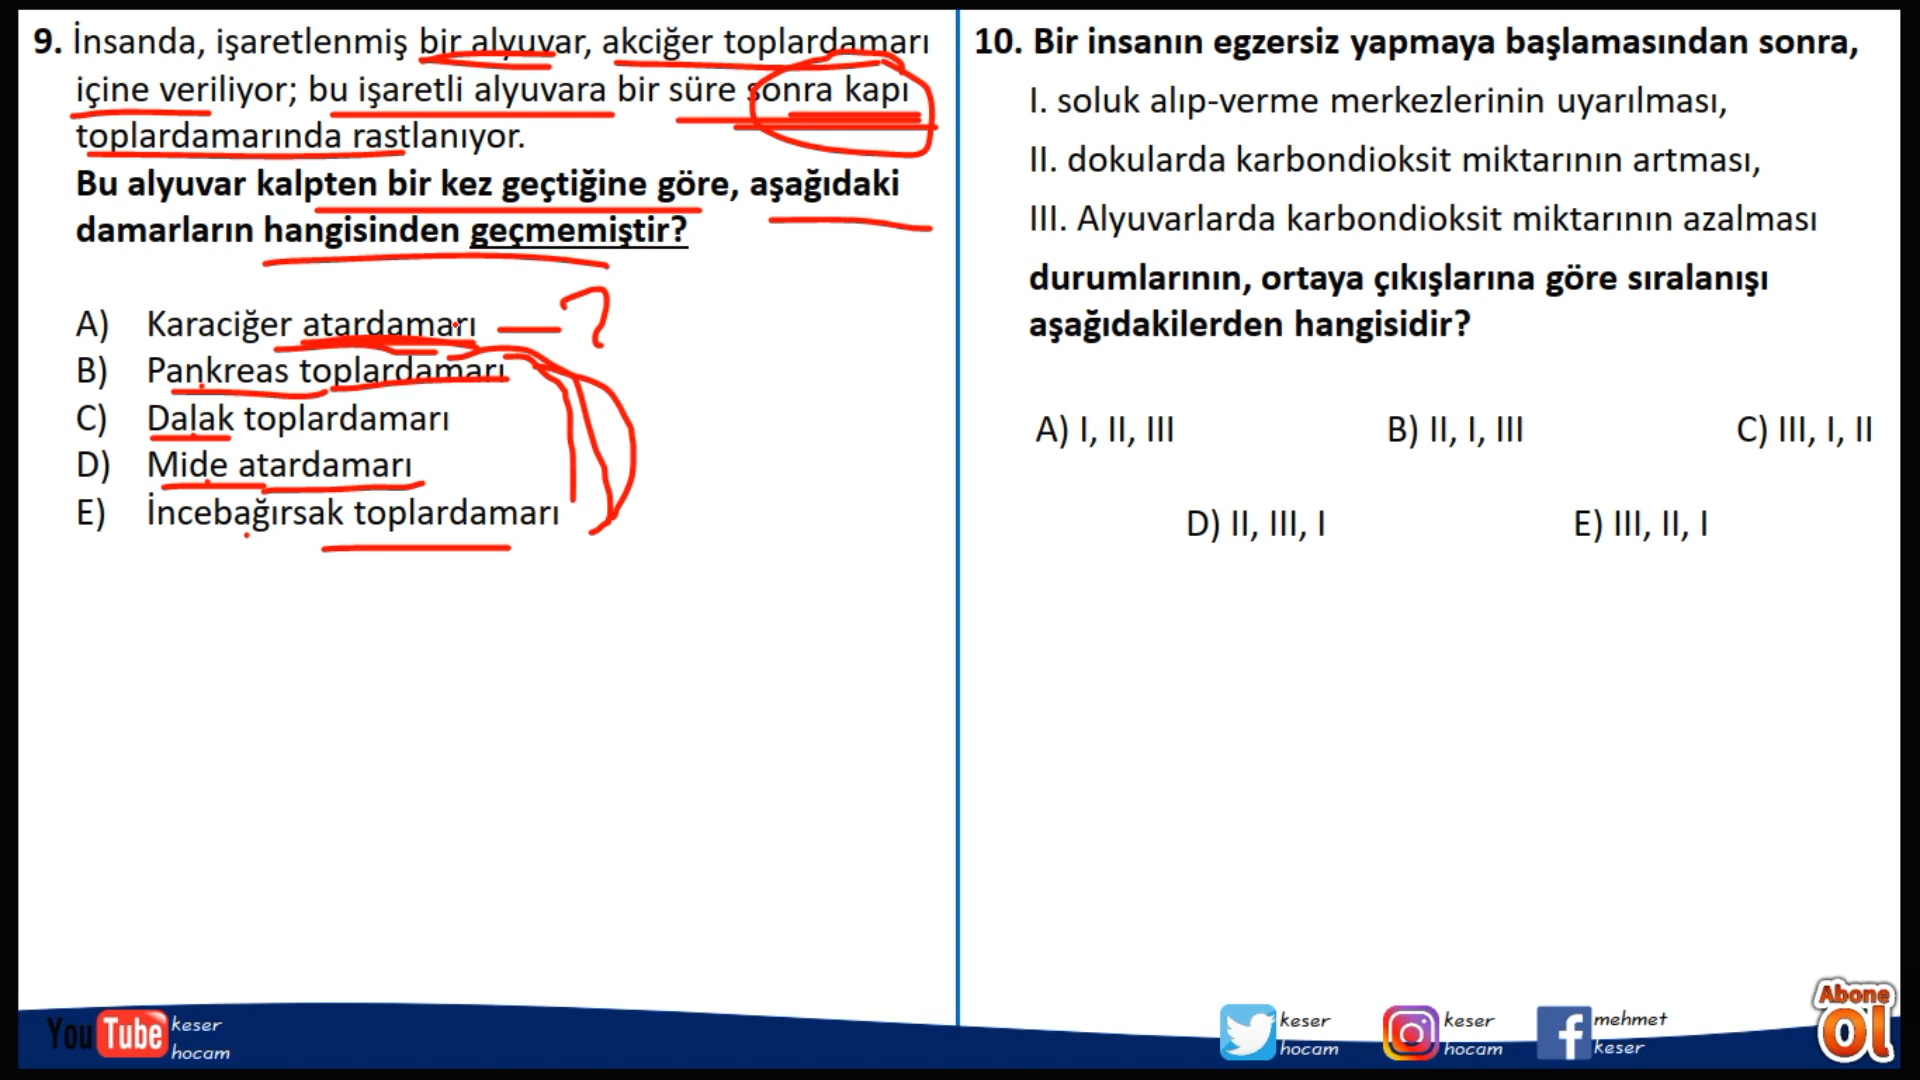 9. İnsanda, işaretlenmiş bir alyuvar, akciğer toplardamarı
içine veriliyor; bu işaretli alyuvara bir süre sonra kapı
toplardamarında rastlanıyor.
Bu alyuvar kalpten bir kez geçtiğine göre, aşağıdaki
damarların hangisinden geçmemiştir?
A) Karaciğer atardamarı
B) Pankreas toplardamarı
C) Dalak toplardamarı
D) Mide atardamarı
E) İncebağırsak toplardamarı
?
10. Bir insanın egzersiz yapmaya başlamasından sonra,
I. soluk alıp-verme merkezlerinin uyarılması,
II. dokularda karbondioksit miktarının artması,
III. Alyuvarlarda karbondioksit miktarının azalması
durumlarının, ortaya çıkışlarına göre sıralanışı
aşağıdakilerden hangisidir?
A) I, II, III B) II, I, III C) III, I, II
D) II, III, I E) III, II, I
YouTube keser
hocam
keser
hocam
keser
hocam
mehmet
keser
Abone
Ol